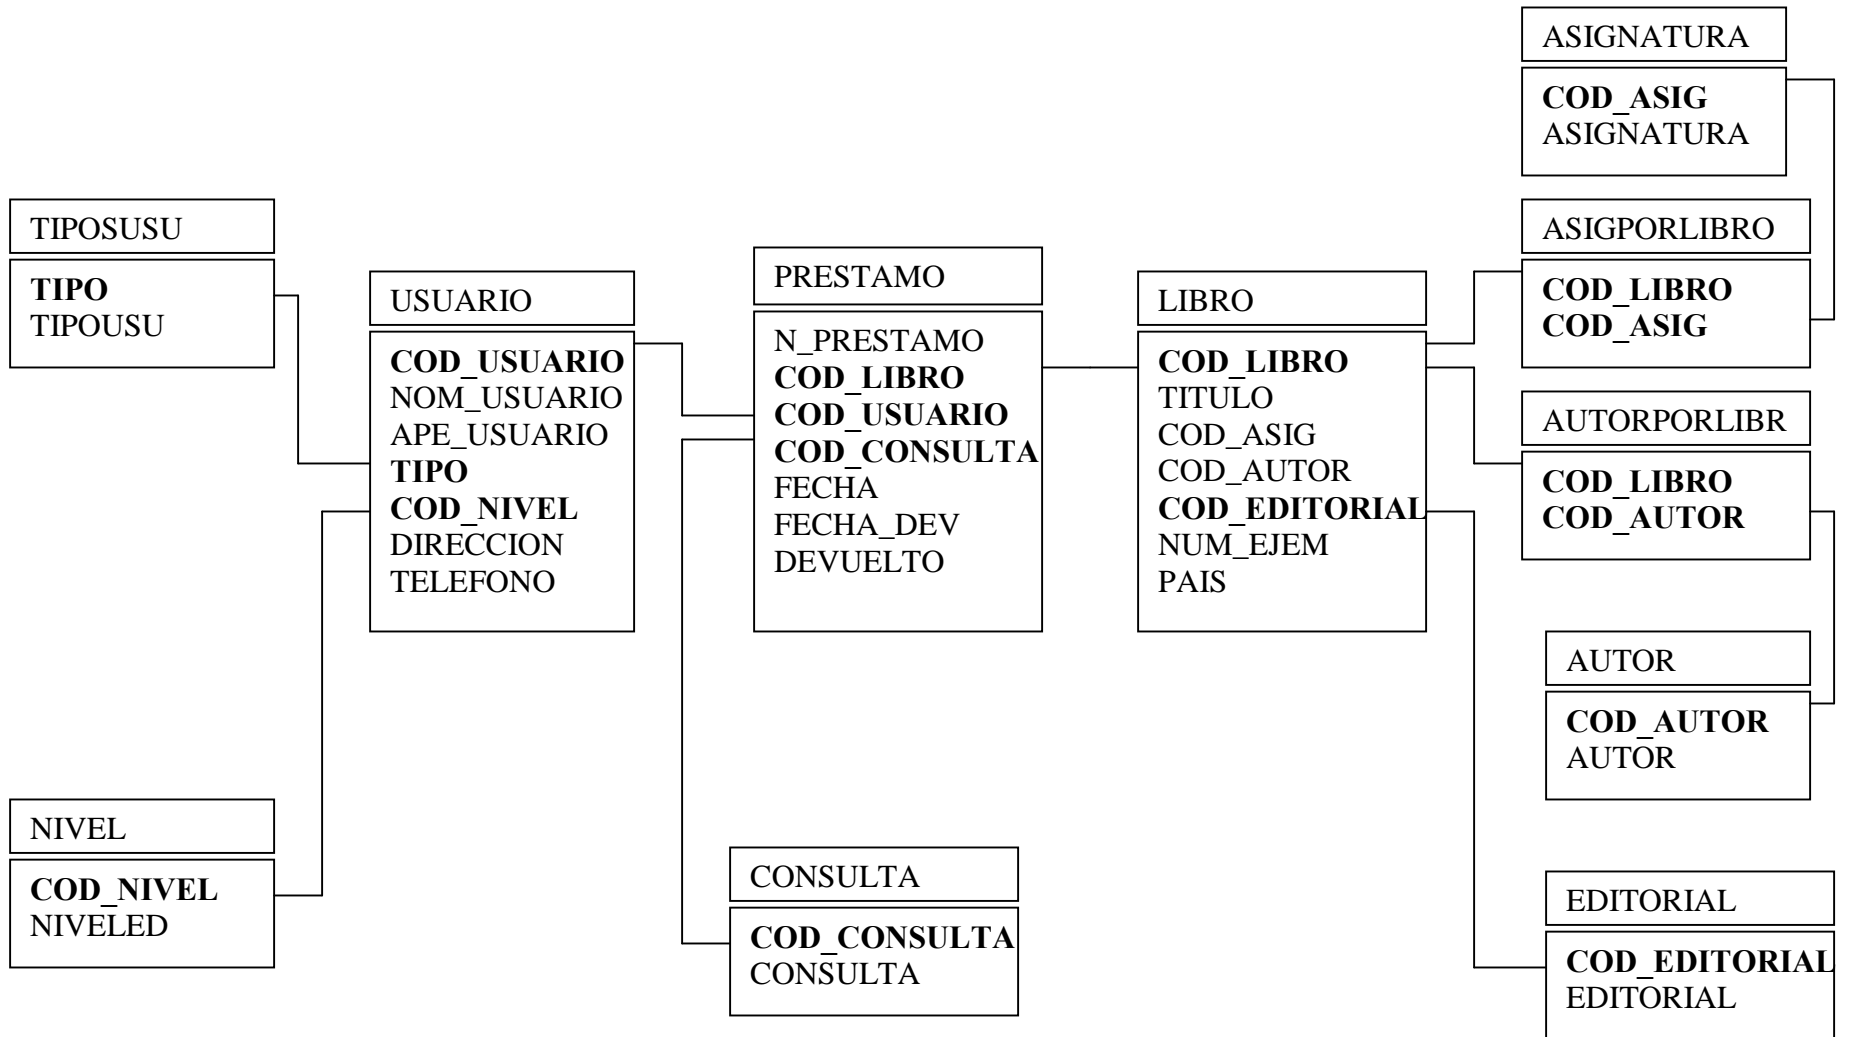 TIPOSUSU
TIPO
TIPOUSU
NIVEL
COD_NIVEL
NIVELED
USUARIO
COD_USUARIO
NOM_USUARIO
APE_USUARIO
TIPO
COD_NIVEL
DIRECCION
TELEFONO
PRESTAMO
N_PRESTAMO
COD_LIBRO
COD_USUARIO
COD_CONSULTA
FECHA
FECHA_DEV
DEVUELTO
CONSULTA
COD_CONSULTA
CONSULTA
LIBRO
COD_LIBRO
TITULO
COD_ASIG
COD_AUTOR
COD_EDITORIAL
NUM_EJEM
PAIS
ASIGNATURA
COD_ASIG
ASIGNATURA
ASIGPORLIBRO
COD_LIBRO
COD_ASIG
AUTORPORLIBR
COD_LIBRO
COD_AUTOR
AUTOR
COD_AUTOR
AUTOR
EDITORIAL
COD_EDITORIAL
EDITORIAL